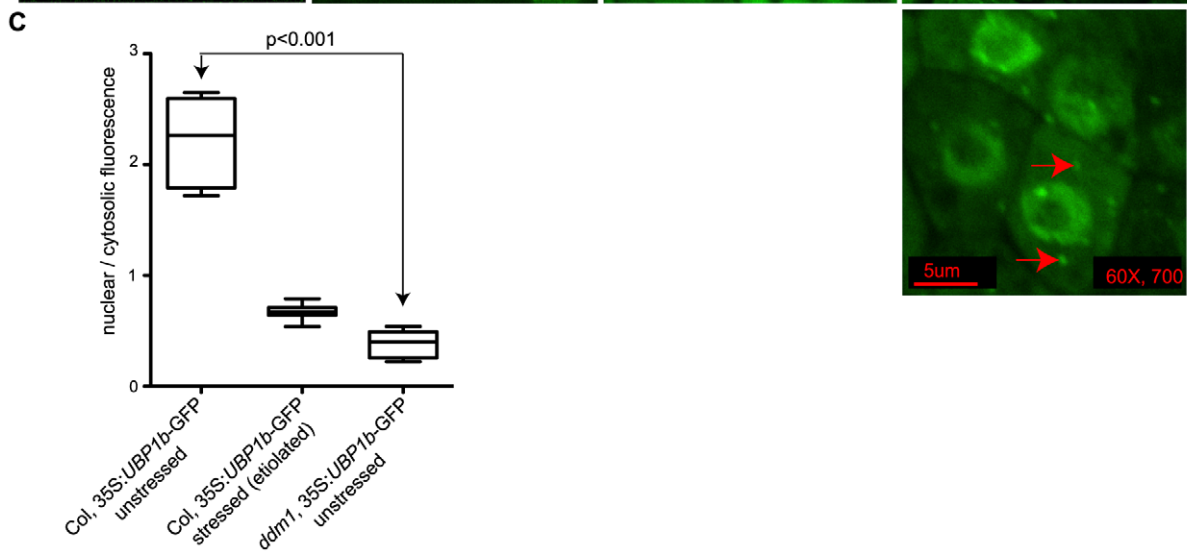 C
p<0.001
3
2
1
0
nuclear / cytosolic fluorescence
Col, 35S:UBP1b-GFP
unstressed
Col, 35S:UBP1b-GFP
stressed (etiolated)
ddm1, 35S:UBP1b-GFP
unstressed
5um
60X, 700